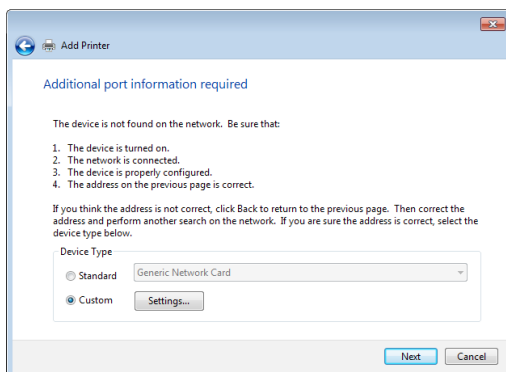 Add Printer
Additional port information required
The device is not found on the network. Be sure that:
1. The device is turned on.
2. The network is connected.
3. The device is properly configured.
4. The address on the previous page is correct.
If you think the address is not correct, click Back to return to the previous page. Then correct the
address and perform another search on the network. If you are sure the address is correct, select the
device type below.
Device Type
Standard
Generic Network Card
Custom
Settings...
Next
Cancel